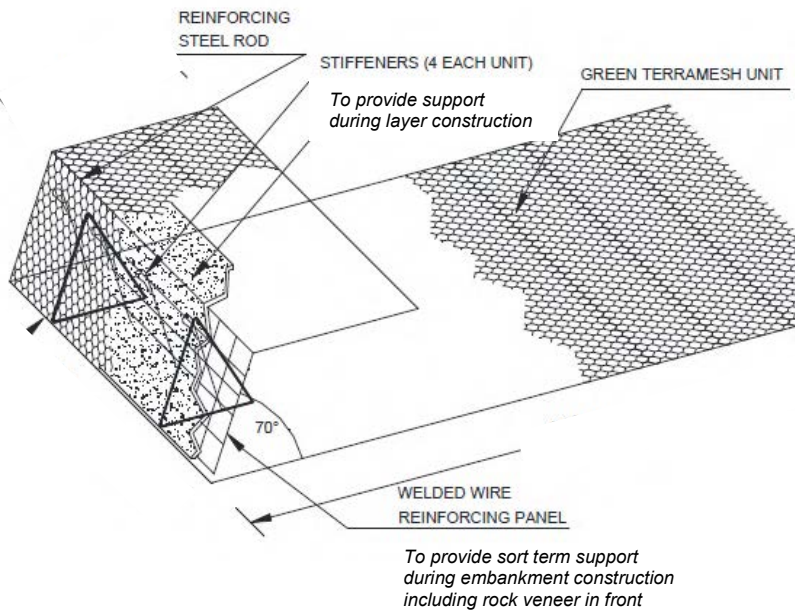 REINFORCING
STEEL ROD
STIFFENERS (4 EACH UNIT)
To provide support
during layer construction
GREEN TERRAMESH UNIT
70°
WELDED WIRE
REINFORCING PANEL
To provide sort term support
during embankment construction
including rock veneer in front